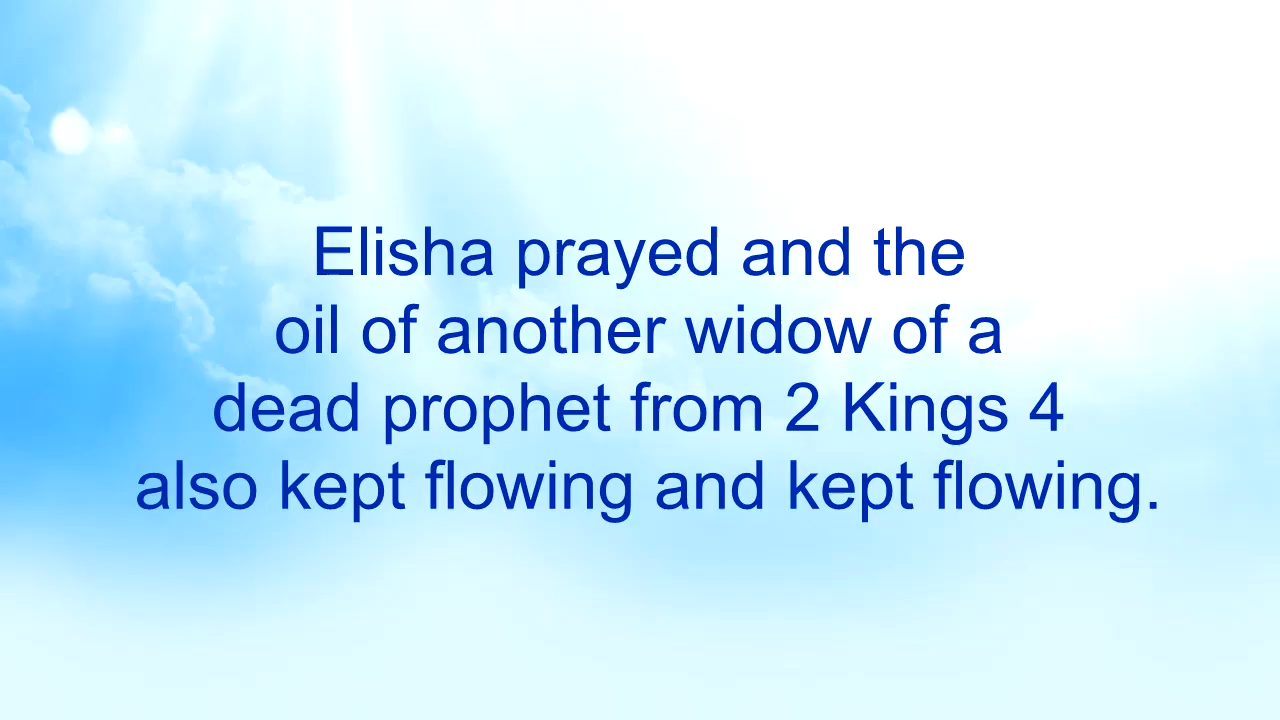 Elisha prayed and the
oil of another widow of a
dead prophet from 2 Kings 4
also kept flowing and kept flowing.